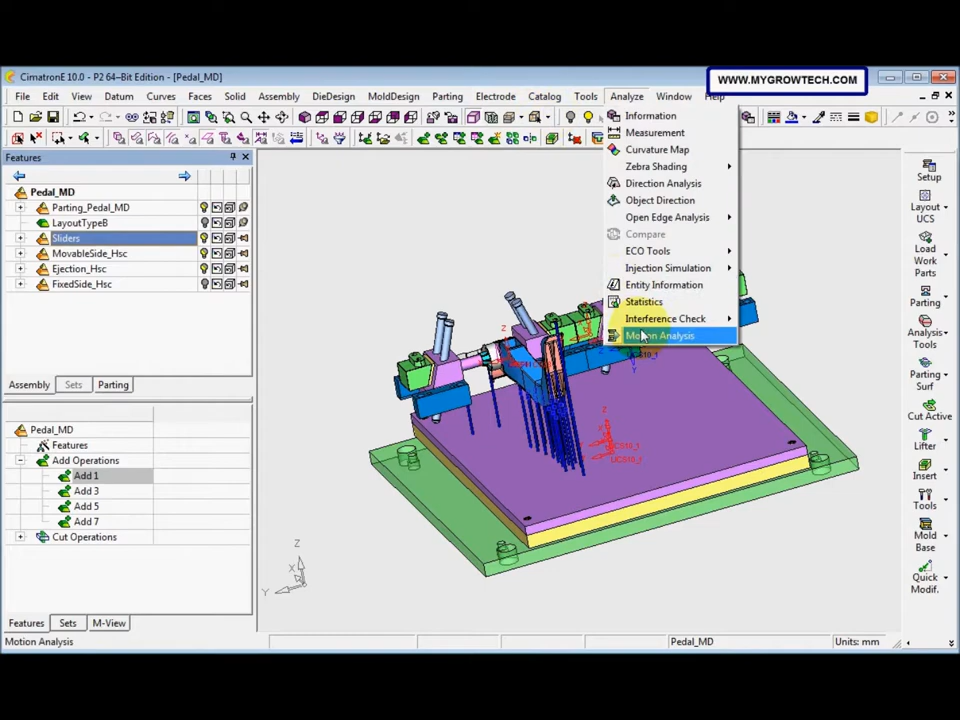 WWW.MYGROWTECH.COM
CimatronE 10.0 - P2 64-Bit Edition - [Pedal_MD]
File Edit View Datum Curves Faces Solid Assembly DieDesign MoldDesign Parting Electrode Catalog Tools Analyze Window Help
Features
Pedal_MD
Parting_Pedal_MD
LayoutTypeB
Sliders
MovableSide_Hsc
Ejection_Hsc
FixedSide_Hsc
Assembly Sets Parting
Pedal_MD
Features
Add Operations
Add 1
Add 3
Add 5
Add 7
Cut Operations
Features Sets M-View
Information
Measurement
Curvature Map
Zebra Shading
Direction Analysis
Object Direction
Open Edge Analysis
Compare
ECO Tools
Injection Simulation
Entity Information
Statistics
Interference Check
Motion Analysis
UCS10_1
Z
Y
Z
UCS10_1
Z
X
Y
Setup
Layout
UCS
Load
Work
Parts
Parting
Analysis
Tools
Parting
Surf
Cut Active
Lifter
Insert
Tools
Mold
Base
Quick
Modif.
Motion Analysis
Pedal_MD
Units: mm